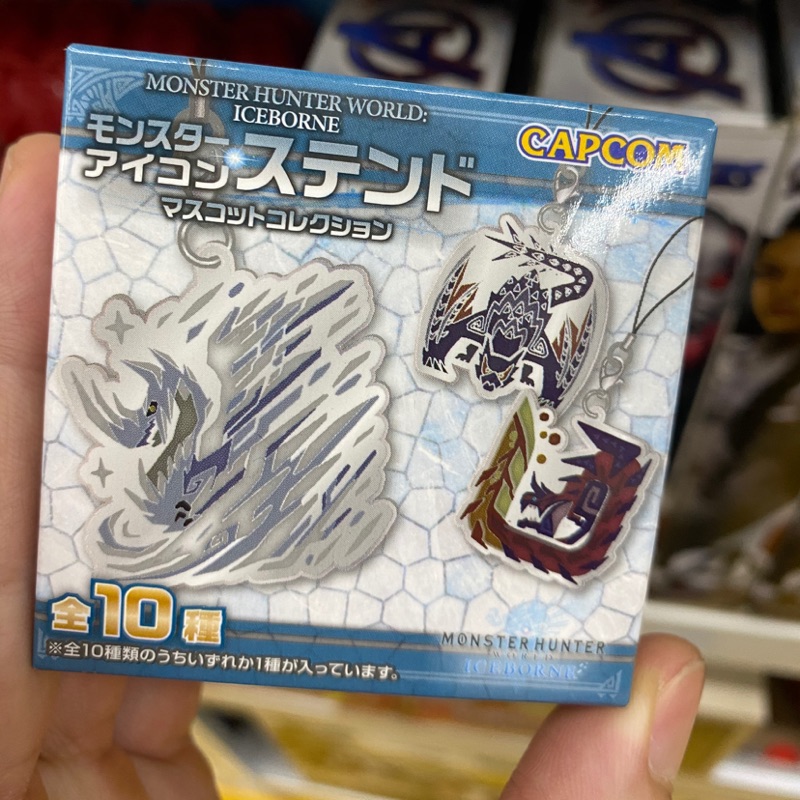 MONSTER HUNTER WORLD:
ICEBORNE
CAPCOM
モンスター
アイコンステンド
マスコットコレクション
全10種
※全10種類のうちいずれか1種が入っています。
MONSTER HUNTER
WORLD
ICEBORNE